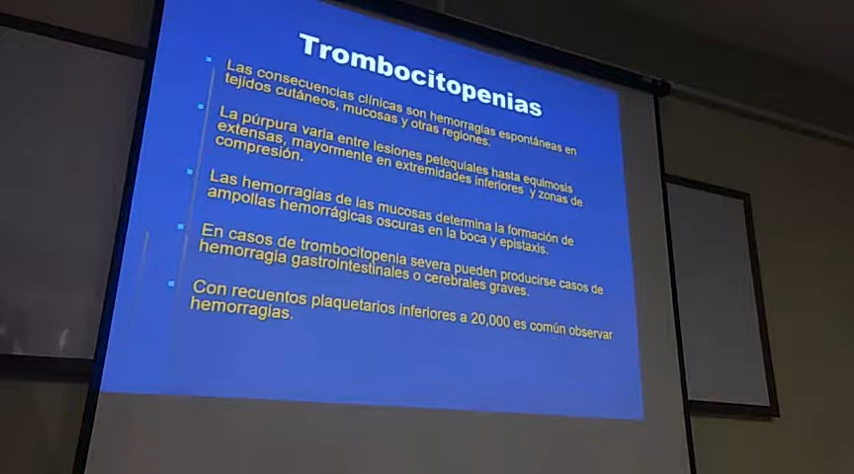 Trombocitopenias
Las consecuencias clínicas son hemorragias espontáneas en
tejidos cutáneos, mucosas y otras regiones.
La púrpura varia entre lesiones petequiales hasta equimosis
extensas, mayormente en extremidades inferiores y zonas de
compresión.
Las hemorragias de las mucosas determina la formación de
ampollas hemorrágicas oscuras en la boca y epistaxis.
En casos de trombocitopenia severa pueden producirse casos de
hemorragia gastrointestinales o cerebrales graves.
Con recuentos plaquetarios inferiores a 20,000 es común observar
hemorragias.